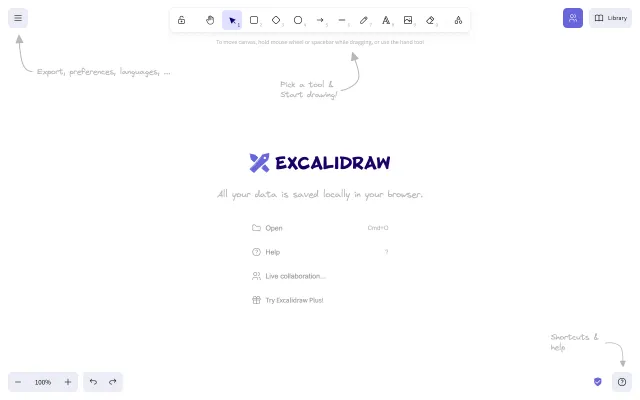 Library
To move canvas, hold mouse wheel or spacebar while dragging, or use the hand tool
Export, preferences, languages, ...
Pick a tool &
Start drawing!
EXCALIDRAW
All your data is saved locally in your browser.
Open Cmd+O
Help ?
Live collaboration...
Try Excalidraw Plus!
Shortcuts &
help
100%